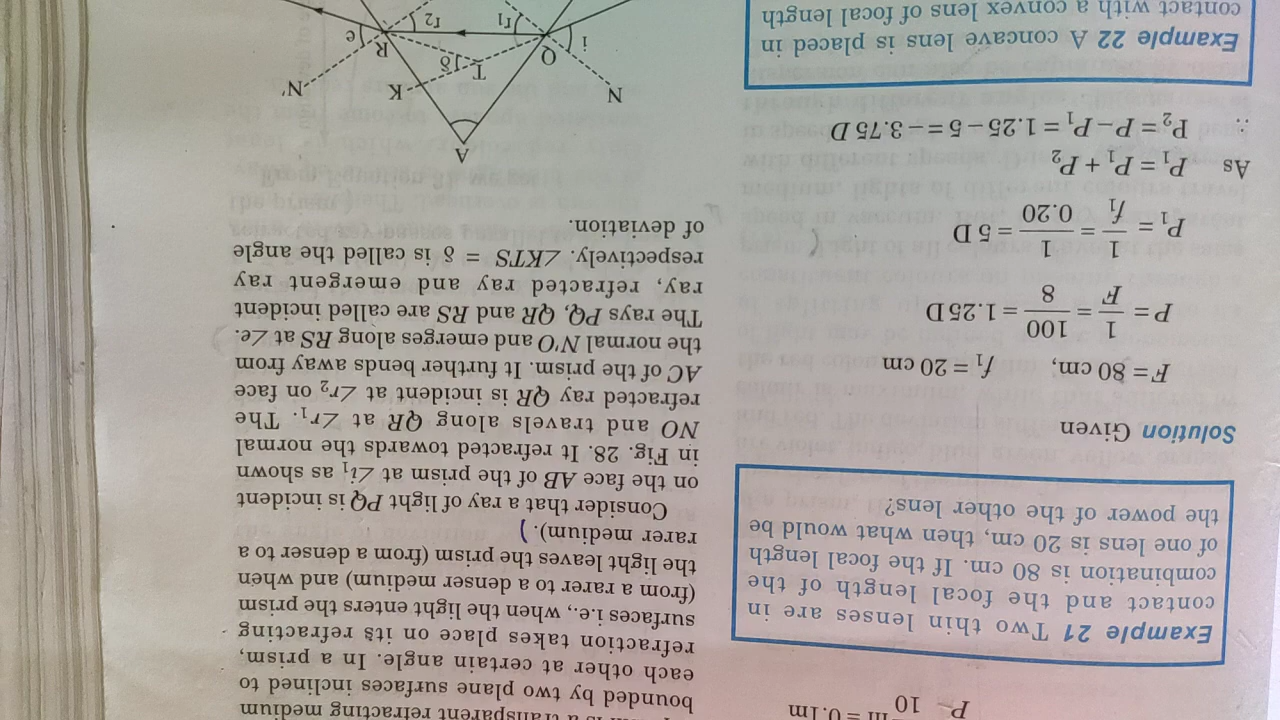 P 10 m = 0.1m
Example 21 Two thin lenses are in
contact and the focal length of the
combination is 80 cm. If the focal length
of one lens is 20 cm, then what would be
the power of the other lens?
Solution Given
F = 80 cm, f₁ = 20 cm
P = 1/F = 100/8 = 1.25 D
P₁ = 1/f₁ = 1/0.20 = 5 D
As P₁ = P₁ + P₂
∴ P₂ = P − P₁ = 1.25 − 5 = −3.75 D
Example 22 A concave lens is placed in
contact with a convex lens of focal length
is a transparent refracting medium
bounded by two plane surfaces inclined to
each other at certain angle. In a prism,
refraction takes place on its refracting
surfaces i.e., when the light enters the prism
(from a rarer to a denser medium) and when
the light leaves the prism (from a denser to a
rarer medium).
Consider that a ray of light PQ is incident
on the face AB of the prism at ∠i₁ as shown
in Fig. 28. It refracted towards the normal
NO and travels along QR at ∠r₁. The
refracted ray QR is incident at ∠r₂ on face
AC of the prism. It further bends away from
the normal N'O and emerges along RS at ∠e.
The rays PQ, QR and RS are called incident
ray, refracted ray and emergent ray
respectively. ∠KTS = δ is called the angle
of deviation.
A
N K N'
T δ
Q R
i r₁ r₂ e